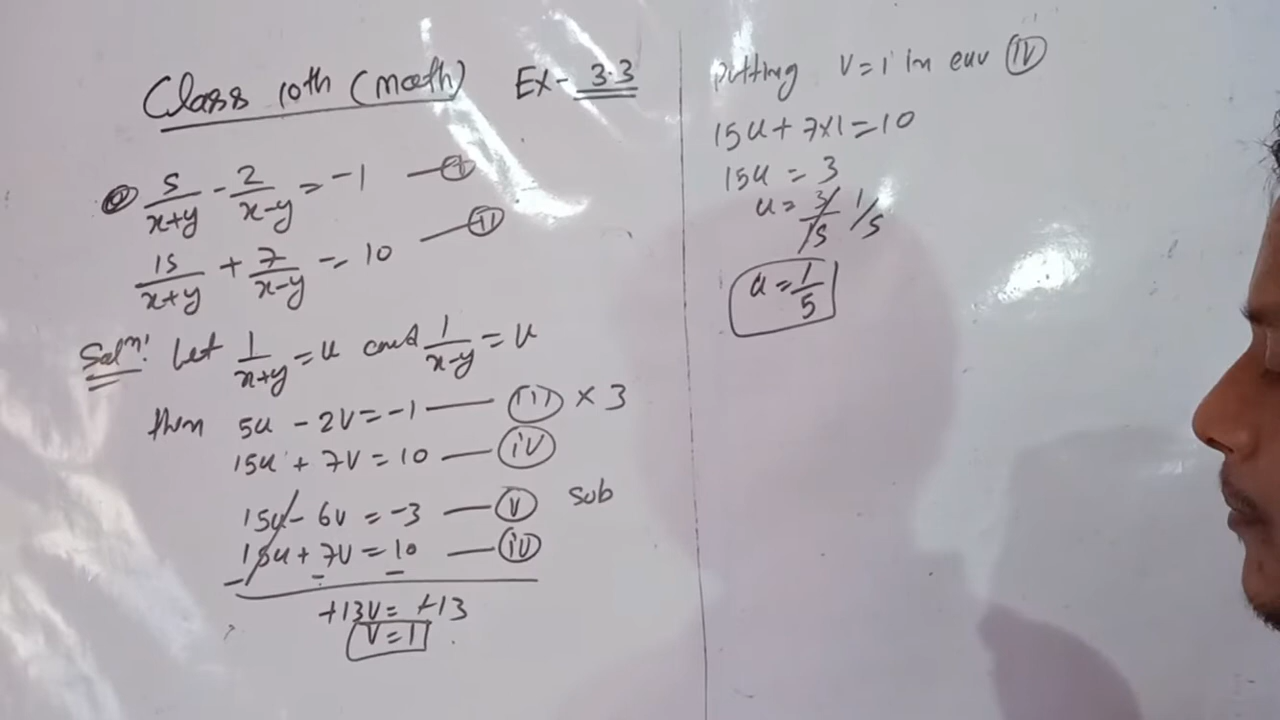 Class 10th (math) Ex- 3.3
5/(x+y) - 2/(x-y) = -1 — (I)
15/(x+y) + 7/(x-y) = 10 — (II)
Solⁿ: Let 1/(x+y) = u and 1/(x-y) = v
then 5u - 2v = -1 — (III) × 3
15u + 7v = 10 — (iv)
15u - 6v = -3 — (v) sub
15u + 7v = 10 — (iv)
- - -
+13v = +13
v = 1
putting v = 1 in euv (iv)
15u + 7×1 = 10
15u = 3
u = 3/15 1/5
u = 1/5